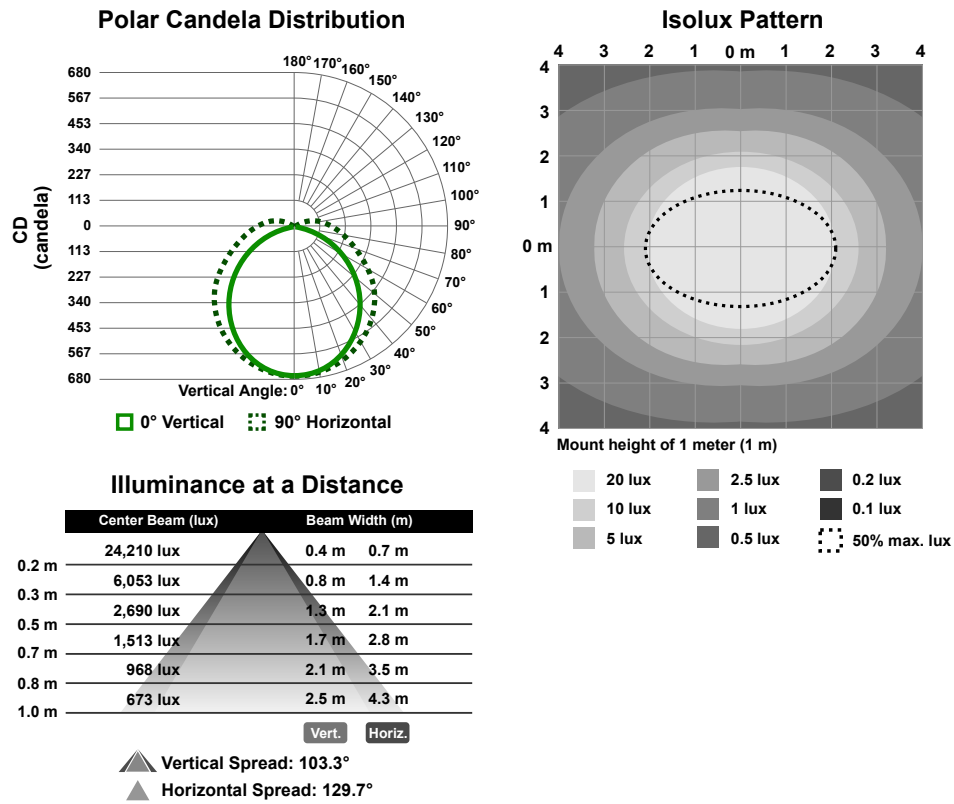 Polar Candela Distribution
680
567
453
340
227
113
0
113
227
340
453
567
680
CD
(candela)
180° 170° 160° 150° 140° 130° 120° 110° 100° 90° 80° 70° 60° 50° 40° 30° 20° 10°
Vertical Angle: 0°
0° Vertical
90° Horizontal
Isolux Pattern
4 3 2 1 0 m 1 2 3 4
4
3
2
1
0 m
1
2
3
4
Mount height of 1 meter (1 m)
20 lux 2.5 lux 0.2 lux
10 lux 1 lux 0.1 lux
5 lux 0.5 lux 50% max. lux
Illuminance at a Distance
Center Beam (lux) Beam Width (m)
24,210 lux 0.4 m 0.7 m
0.2 m
6,053 lux 0.8 m 1.4 m
0.3 m
2,690 lux 1.3 m 2.1 m
0.5 m
1,513 lux 1.7 m 2.8 m
0.7 m
968 lux 2.1 m 3.5 m
0.8 m
673 lux 2.5 m 4.3 m
1.0 m
Vert. Horiz.
Vertical Spread: 103.3°
Horizontal Spread: 129.7°